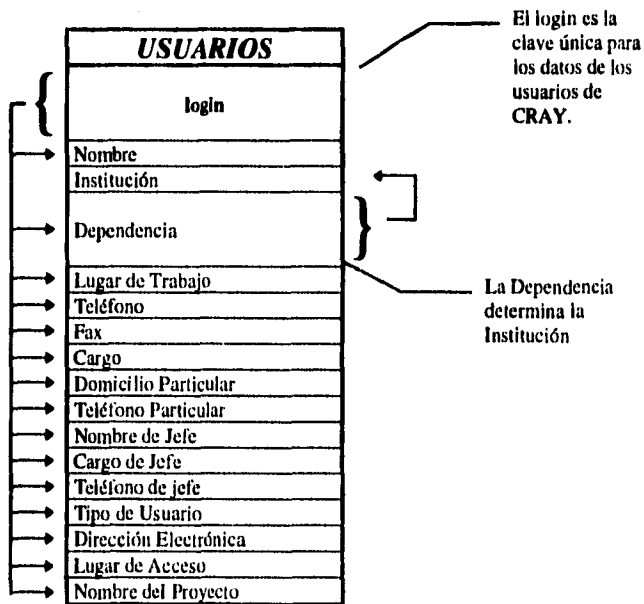 USUARIOS
login
Nombre
Institución
Dependencia
Lugar de Trabajo
Teléfono
Fax
Cargo
Domicilio Particular
Teléfono Particular
Nombre de Jefe
Cargo de Jefe
Teléfono de jefe
Tipo de Usuario
Dirección Electrónica
Lugar de Acceso
Nombre del Proyecto
El login es la
clave única para
los datos de los
usuarios de
CRAY.
La Dependencia
determina la
Institución